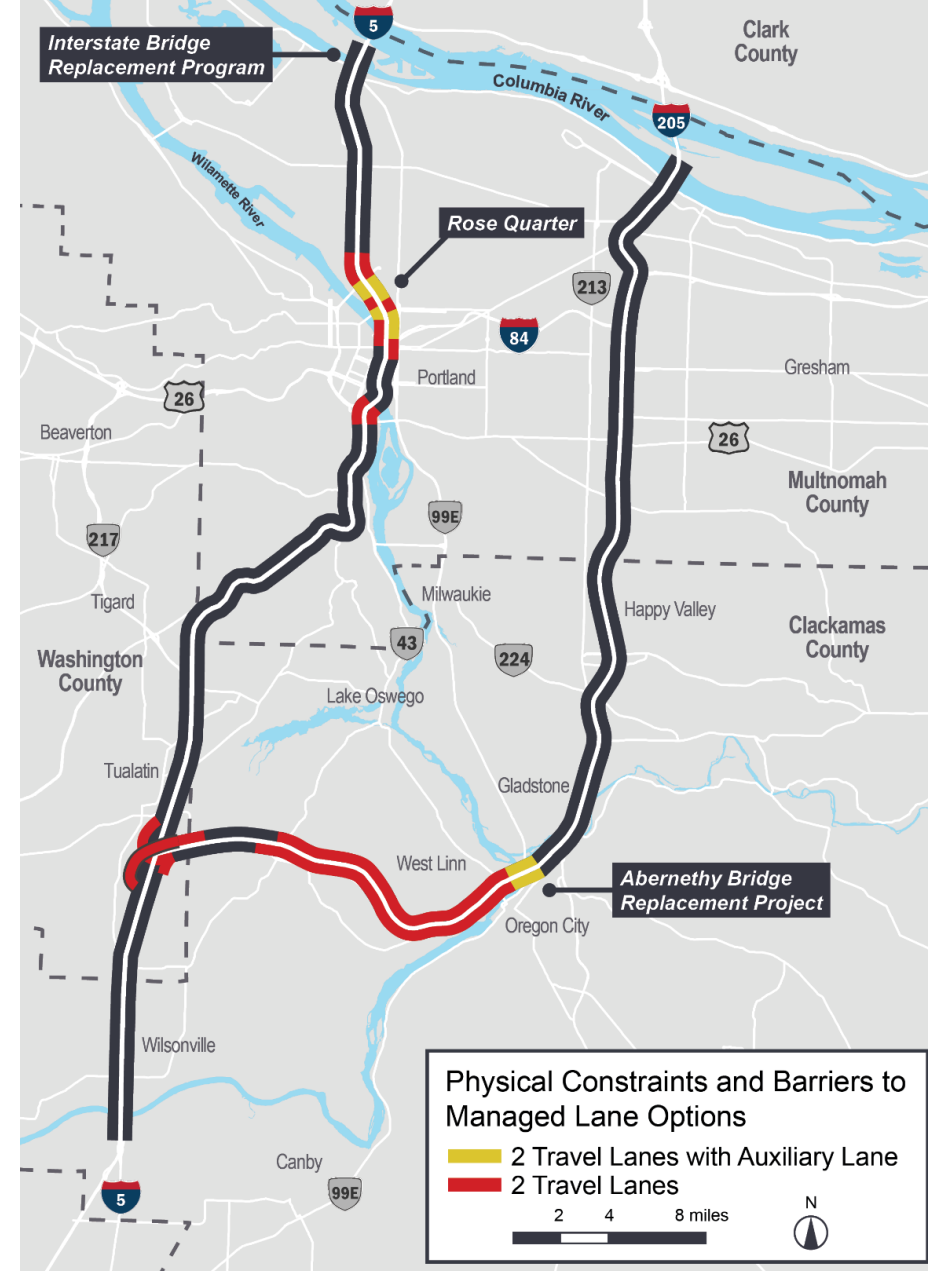 5
Interstate Bridge
Replacement Program
Clark
County
Columbia River
205
Wilamette River
Rose Quarter
213
84
Portland
Gresham
26
Beaverton
26
Multnomah
County
99E
217
Milwaukie
Tigard
Happy Valley
43
Clackamas
County
224
Washington
County
Lake Oswego
Tualatin
Gladstone
West Linn
Abernethy Bridge
Replacement Project
Oregon City
Wilsonville
Physical Constraints and Barriers to
Managed Lane Options
2 Travel Lanes with Auxiliary Lane
2 Travel Lanes
Canby
99E
5
2 4 8 miles
N